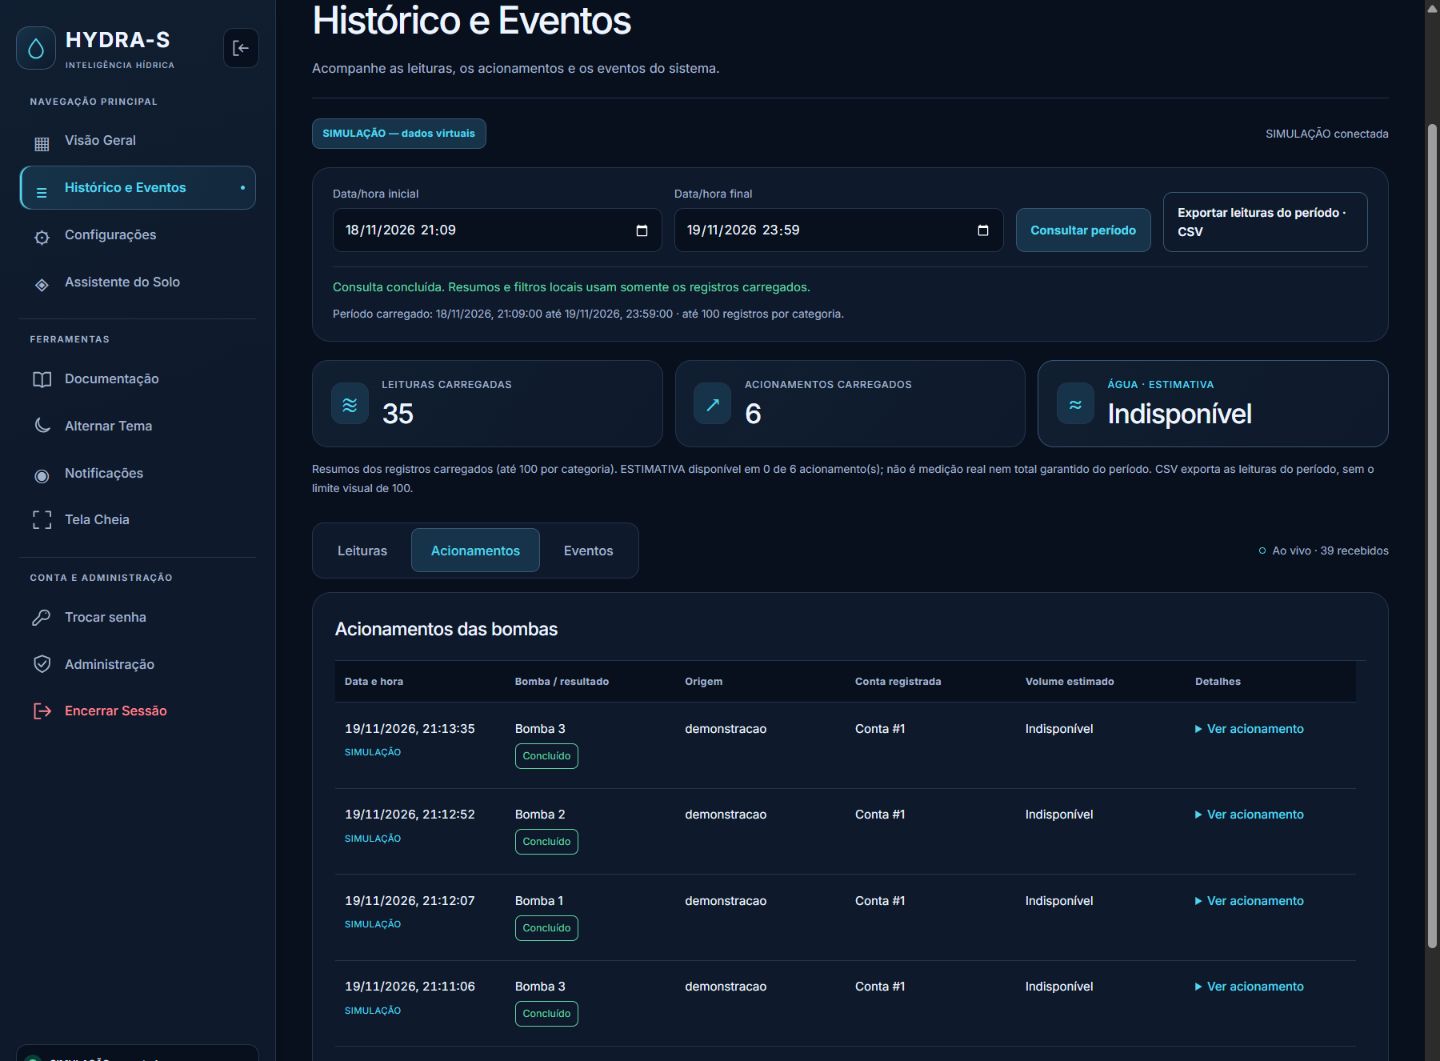 HYDRA-S
INTELIGÊNCIA HÍDRICA
NAVEGAÇÃO PRINCIPAL
Visão Geral
Histórico e Eventos
Configurações
Assistente do Solo
FERRAMENTAS
Documentação
Alternar Tema
Notificações
Tela Cheia
CONTA E ADMINISTRAÇÃO
Trocar senha
Administração
Encerrar Sessão
Histórico e Eventos
Acompanhe as leituras, os acionamentos e os eventos do sistema.
SIMULAÇÃO — dados virtuais
SIMULAÇÃO conectada
Data/hora inicial
18/11/2026 21:09
Data/hora final
19/11/2026 23:59
Consultar período
Exportar leituras do período ·
CSV
Consulta concluída. Resumos e filtros locais usam somente os registros carregados.
Período carregado: 18/11/2026, 21:09:00 até 19/11/2026, 23:59:00 · até 100 registros por categoria.
LEITURAS CARREGADAS
35
ACIONAMENTOS CARREGADOS
6
ÁGUA · ESTIMATIVA
Indisponível
Resumos dos registros carregados (até 100 por categoria). ESTIMATIVA disponível em 0 de 6 acionamento(s); não é medição real nem total garantido do período. CSV exporta as leituras do período, sem o
limite visual de 100.
Leituras
Acionamentos
Eventos
Ao vivo · 39 recebidos
Acionamentos das bombas
Data e hora Bomba / resultado Origem Conta registrada Volume estimado Detalhes
19/11/2026, 21:13:35 Bomba 3 demonstracao Conta #1 Indisponível Ver acionamento
SIMULAÇÃO Concluído
19/11/2026, 21:12:52 Bomba 2 demonstracao Conta #1 Indisponível Ver acionamento
SIMULAÇÃO Concluído
19/11/2026, 21:12:07 Bomba 1 demonstracao Conta #1 Indisponível Ver acionamento
SIMULAÇÃO Concluído
19/11/2026, 21:11:06 Bomba 3 demonstracao Conta #1 Indisponível Ver acionamento
SIMULAÇÃO Concluído